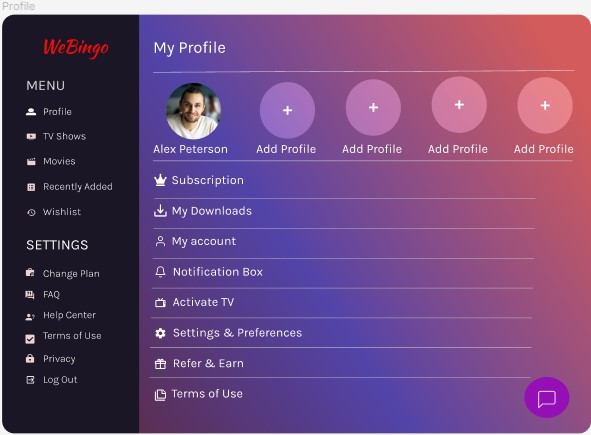 Profile
WeBingo
MENU
Profile
TV Shows
Movies
Recently Added
Wishlist
SETTINGS
Change Plan
FAQ
Help Center
Terms of Use
Privacy
Log Out
My Profile
+ + + +
Alex Peterson Add Profile Add Profile Add Profile Add Profile
Subscription
My Downloads
My account
Notification Box
Activate TV
Settings & Preferences
Refer & Earn
Terms of Use